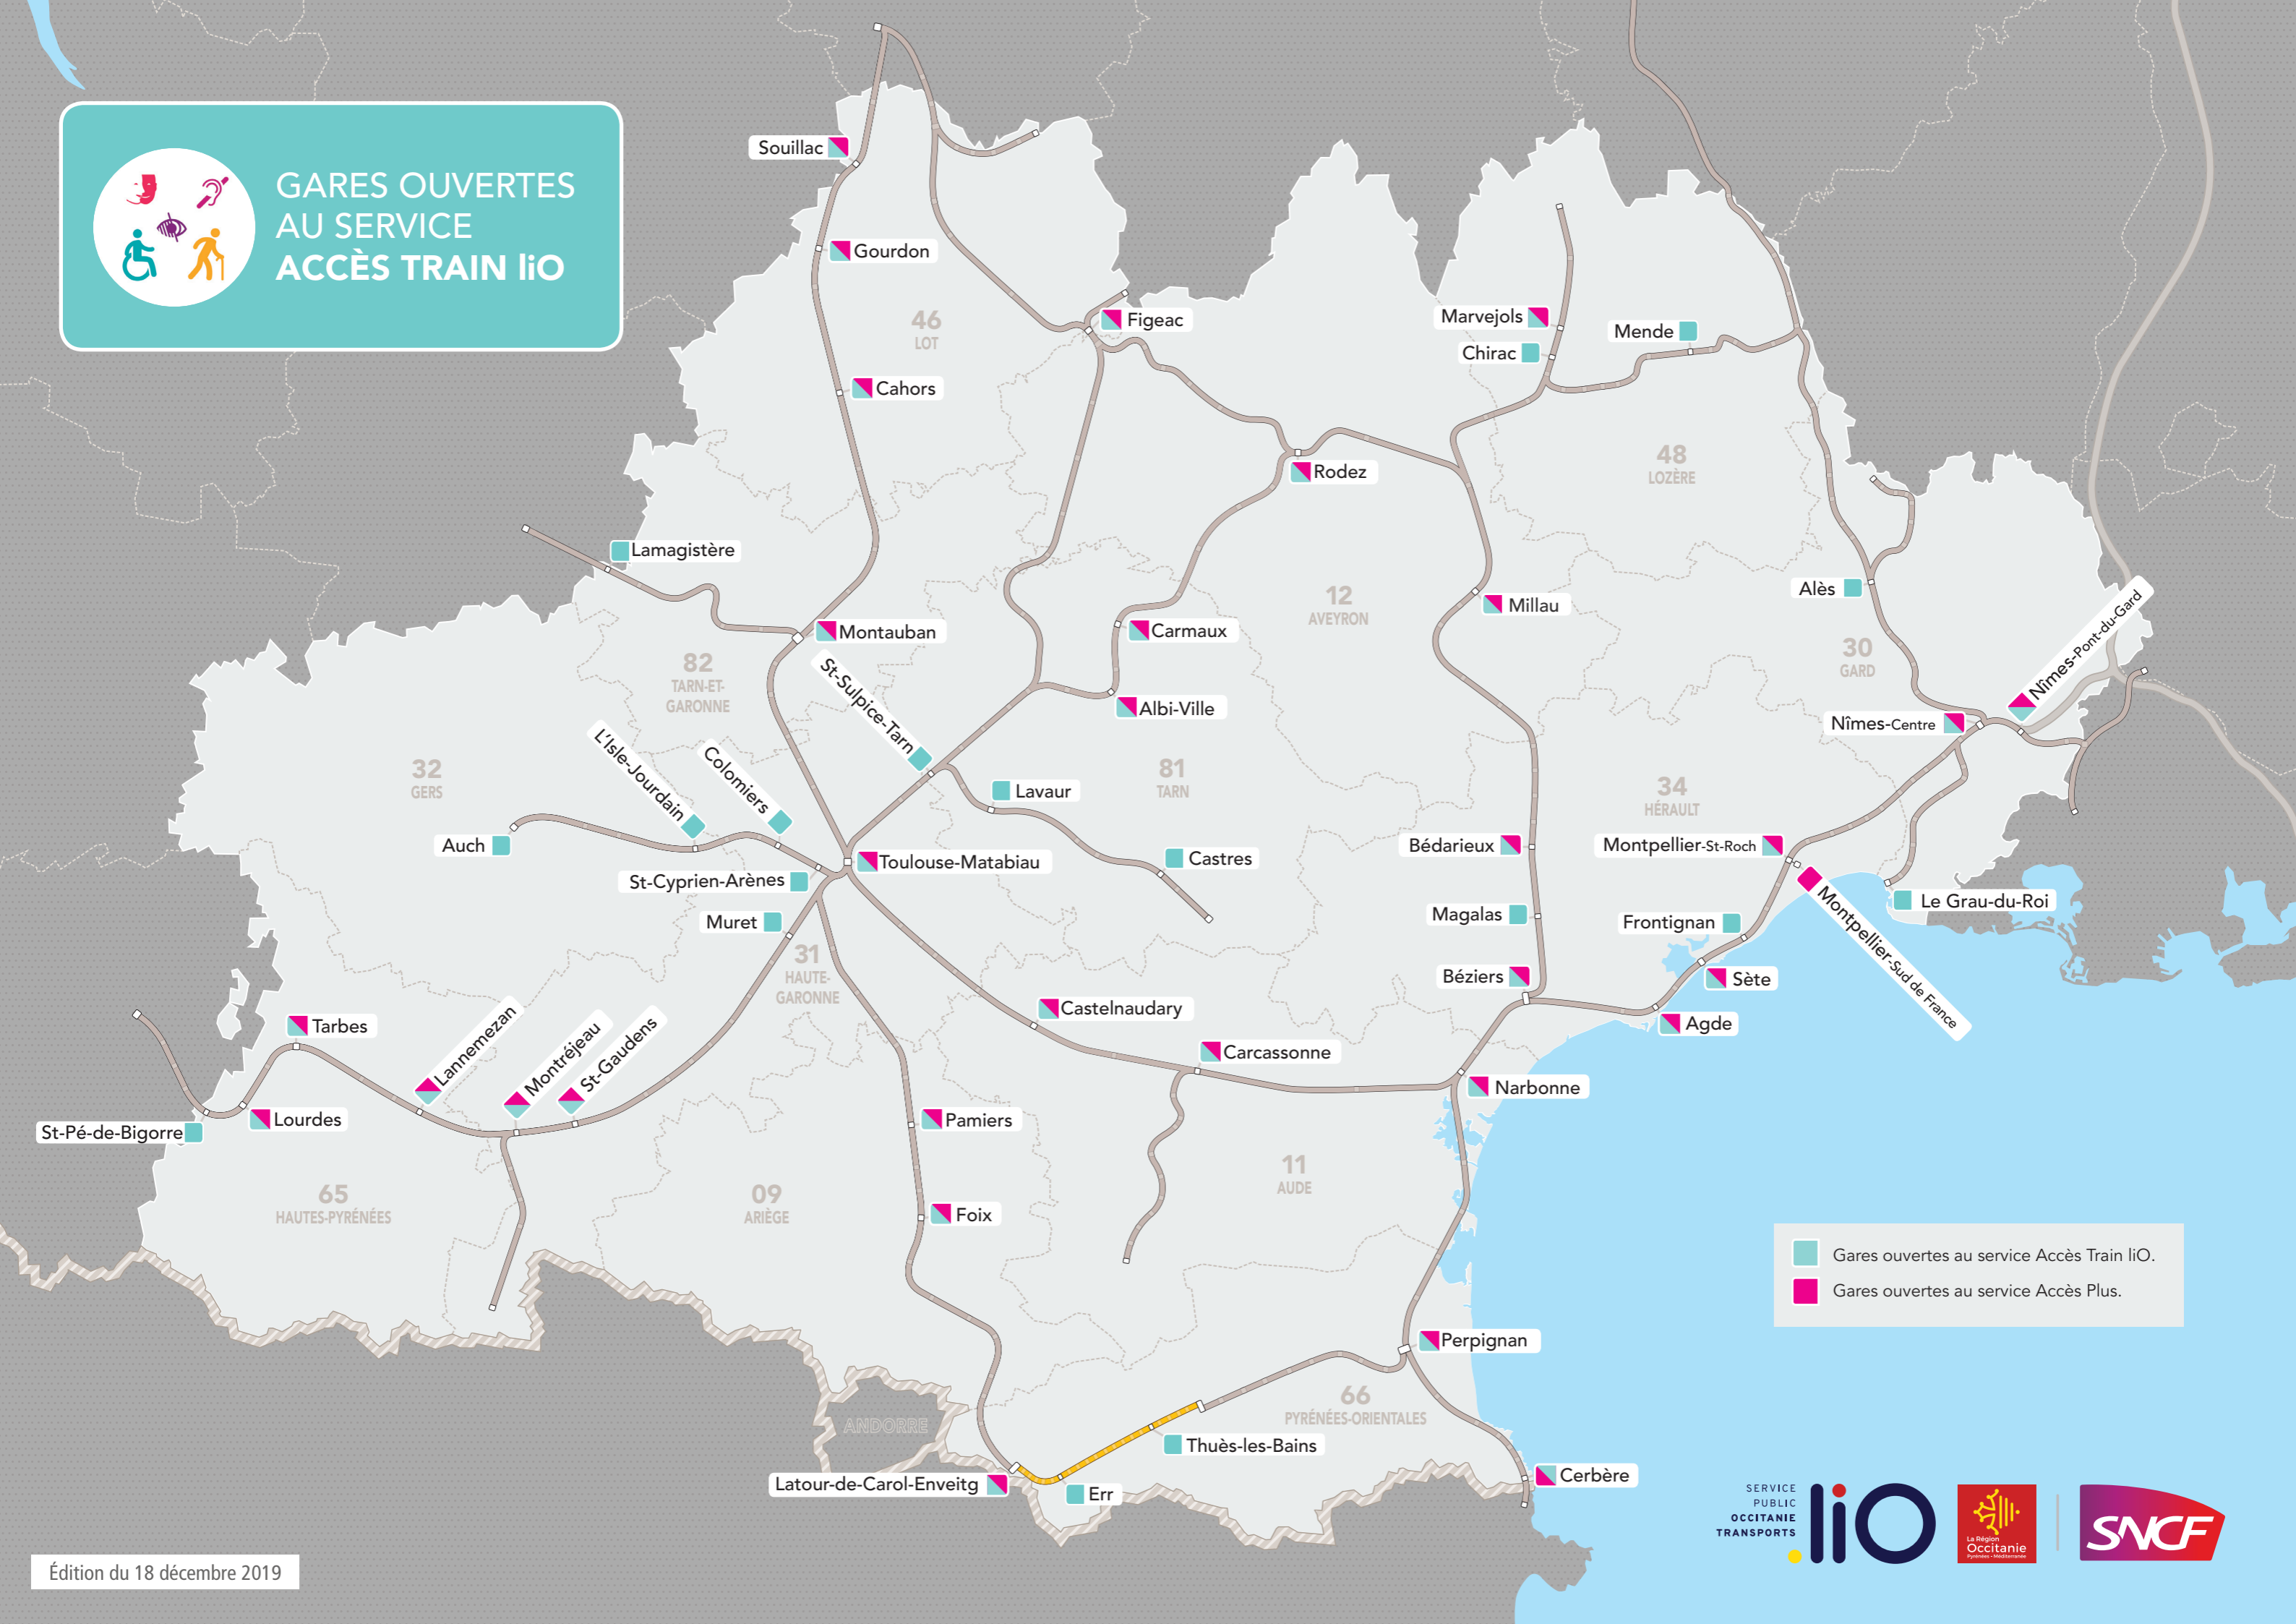 GARES OUVERTES
AU SERVICE
ACCÈS TRAIN liO
Souillac
Gourdon
46
LOT
Figeac
Cahors
Marvejols
Mende
Chirac
Rodez
48
LOZÈRE
Lamagistère
Montauban
82
TARN-ET-
GARONNE
St-Sulpice-Tarn
Carmaux
Albi-Ville
12
AVEYRON
Millau
Alès
30
GARD
Nîmes-Pont-du-Gard
Nîmes-Centre
32
GERS
L'Isle-Jourdain
Colomiers
Auch
81
TARN
Lavaur
Castres
34
HÉRAULT
Bédarieux
Montpellier-St-Roch
Toulouse-Matabiau
St-Cyprien-Arènes
Muret
31
HAUTE-
GARONNE
Magalas
Frontignan
Le Grau-du-Roi
Montpellier-Sud de France
Béziers
Sète
Agde
Castelnaudary
Carcassonne
Narbonne
Tarbes
Lannemezan
Montréjeau
St-Gaudens
Lourdes
St-Pé-de-Bigorre
Pamiers
Foix
65
HAUTES-PYRÉNÉES
09
ARIÈGE
11
AUDE
Gares ouvertes au service Accès Train liO.
Gares ouvertes au service Accès Plus.
Perpignan
66
PYRÉNÉES-ORIENTALES
ANDORRE
Thuès-les-Bains
Latour-de-Carol-Enveitg
Err
Cerbère
SERVICE
PUBLIC
OCCITANIE
TRANSPORTS
liO
La Région
Occitanie
Pyrénées - Méditerranée
SNCF
Édition du 18 décembre 2019